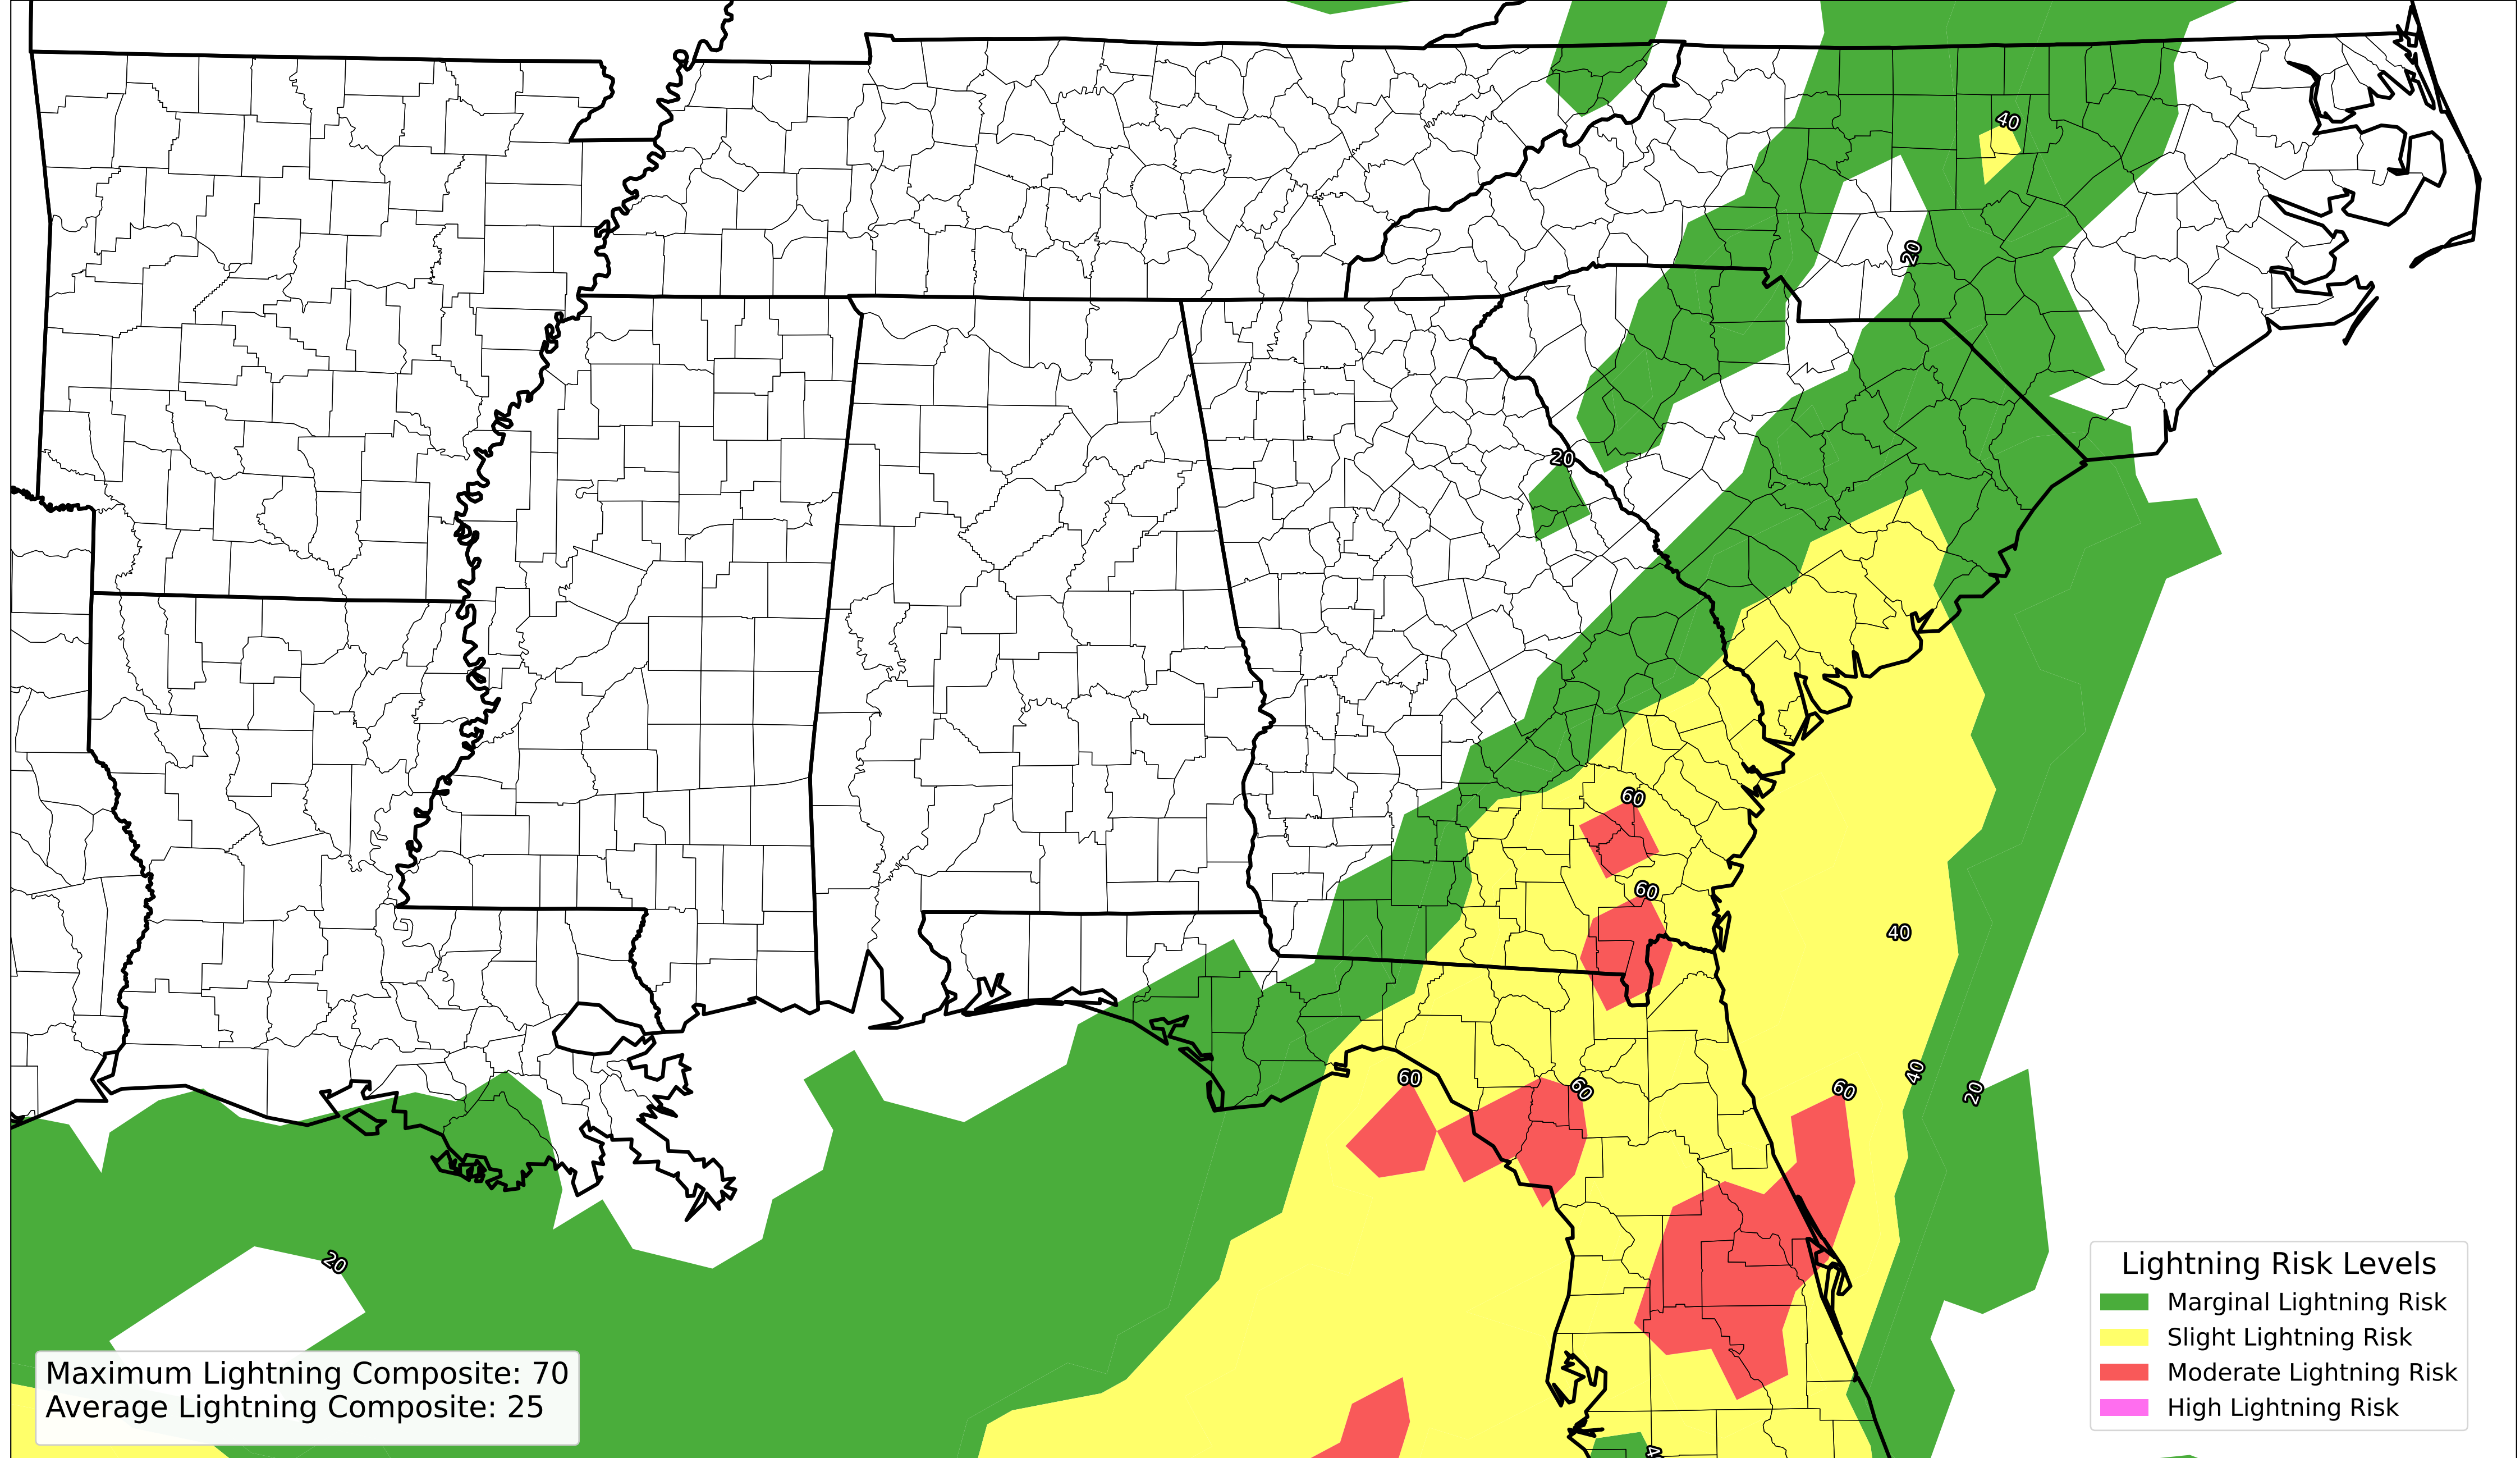 40
20
20
60
60
40
60
60
40
60
20
20
Lightning Risk Levels
Marginal Lightning Risk
Slight Lightning Risk
Moderate Lightning Risk
High Lightning Risk
Maximum Lightning Composite: 70
Average Lightning Composite: 25